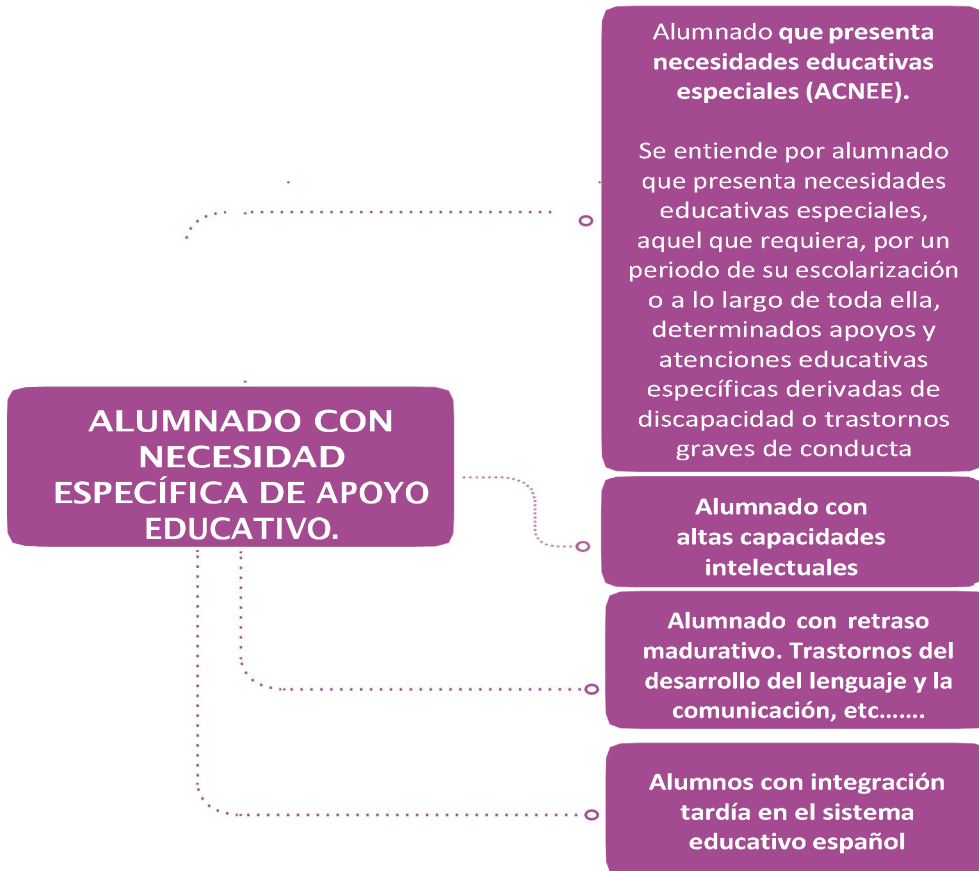 Alumnado que presenta
necesidades educativas
especiales (ACNEE).
Se entiende por alumnado
que presenta necesidades
educativas especiales,
aquel que requiera, por un
periodo de su escolarización
o a lo largo de toda ella,
determinados apoyos y
atenciones educativas
específicas derivadas de
discapacidad o trastornos
graves de conducta
ALUMNADO CON
NECESIDAD
ESPECÍFICA DE APOYO
EDUCATIVO.
Alumnado con
altas capacidades
intelectuales
Alumnado con retraso
madurativo. Trastornos del
desarrollo del lenguaje y la
comunicación, etc.......
Alumnos con integración
tardía en el sistema
educativo español